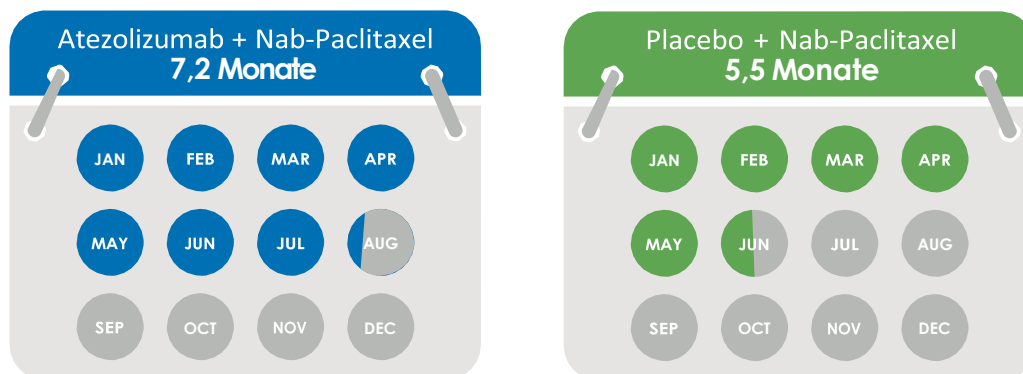 Atezolizumab + Nab-Paclitaxel
7,2 Monate
JAN FEB MAR APR
MAY JUN JUL AUG
SEP OCT NOV DEC
Placebo + Nab-Paclitaxel
5,5 Monate
JAN FEB MAR APR
MAY JUN JUL AUG
SEP OCT NOV DEC